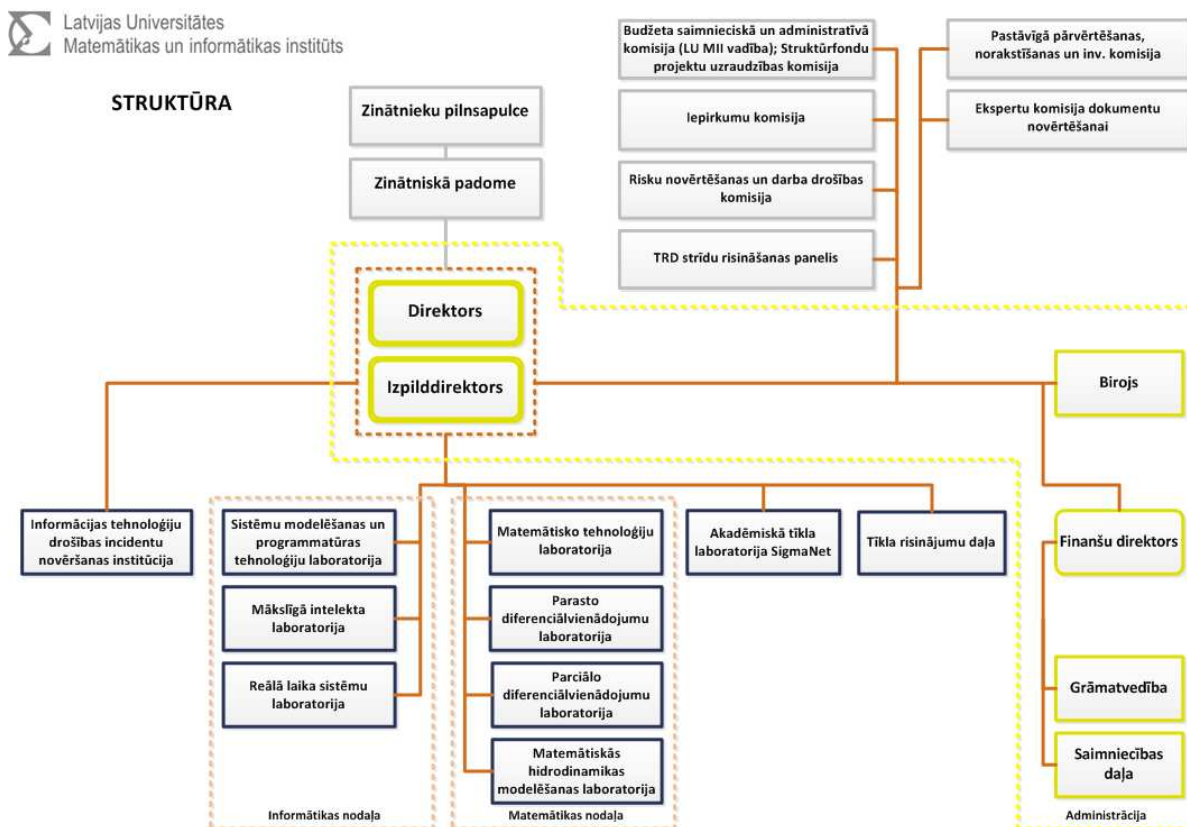 Latvijas Universitātes
Matemātikas un informātikas institūts
STRUKTŪRA
Zinātnieku pilnsapulce
Zinātniskā padome
Budžeta saimnieciskā un administratīvā
komisija (LU MII vadība); Struktūrfondu
projektu uzraudzības komisija
Iepirkumu komisija
Risku novērtēšanas un darba drošības
komisija
TRD strīdu risināšanas panelis
Pastāvīgā pārvērtēšanas,
norakstīšanas un inv. komisija
Ekspertu komisija dokumentu
novērtēšanai
Direktors
Izpilddirektors
Birojs
Informācijas tehnoloģiju
drošības incidentu
novēršanas institūcija
Sistēmu modelēšanas un
programmatūras
tehnoloģiju laboratorija
Mākslīgā intelekta
laboratorija
Reālā laika sistēmu
laboratorija
Informātikas nodaļa
Matemātisko tehnoloģiju
laboratorija
Parasto
diferenciālvienādojumu
laboratorija
Parciālo
diferenciālvienādojumu
laboratorija
Matemātiskās
hidrodinamikas
modelēšanas laboratorija
Matemātikas nodaļa
Akadēmiskā tīkla
laboratorija SigmaNet
Tīkla risinājumu daļa
Finanšu direktors
Grāmatvedība
Saimniecības
daļa
Administrācija